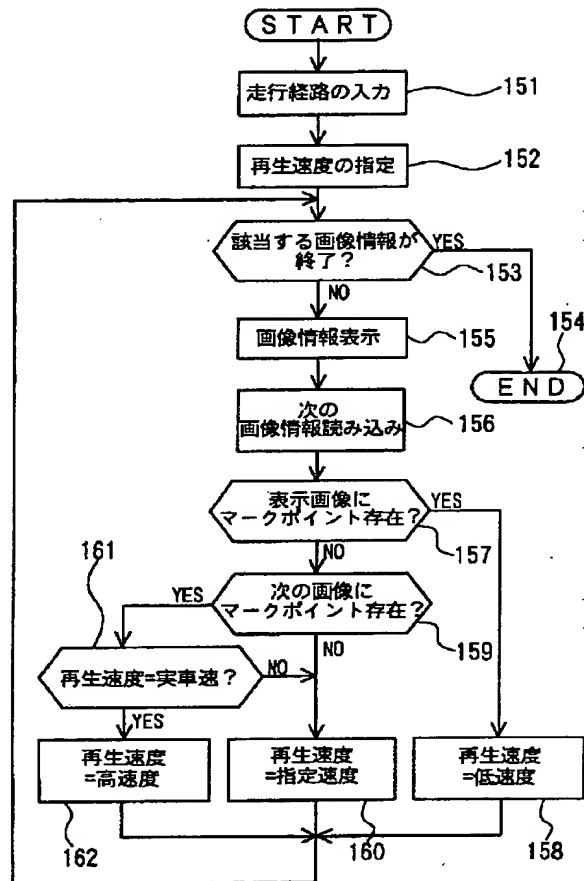 START
走行経路の入力
151
再生速度の指定
152
該当する画像情報が
終了?
YES
153
NO
154
END
画像情報表示
155
次の
画像情報読み込み
156
表示画像に
マークポイント存在?
YES
157
NO
161
YES
次の画像に
マークポイント存在?
159
NO
再生速度=実車速?
NO
YES
再生速度
=高速度
再生速度
=指定速度
再生速度
=低速度
162
160
158